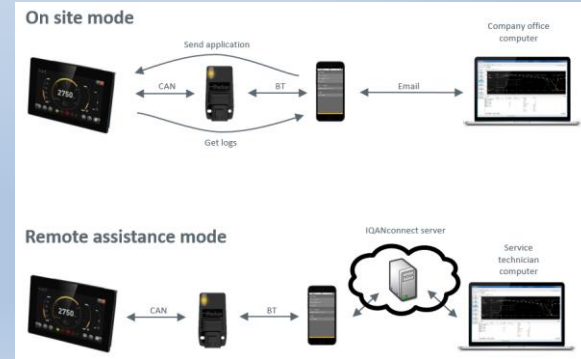 On site mode
Company office
computer
Send application
CAN
BT
Email
2750
Get logs
Remote assistance mode
IQANconnect server
Service
technician
computer
CAN
BT
2750